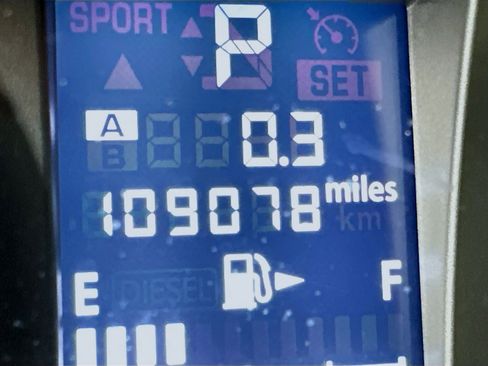 SPORT P
SET
A 0.3
B
109078 miles
km
E DIESEL F